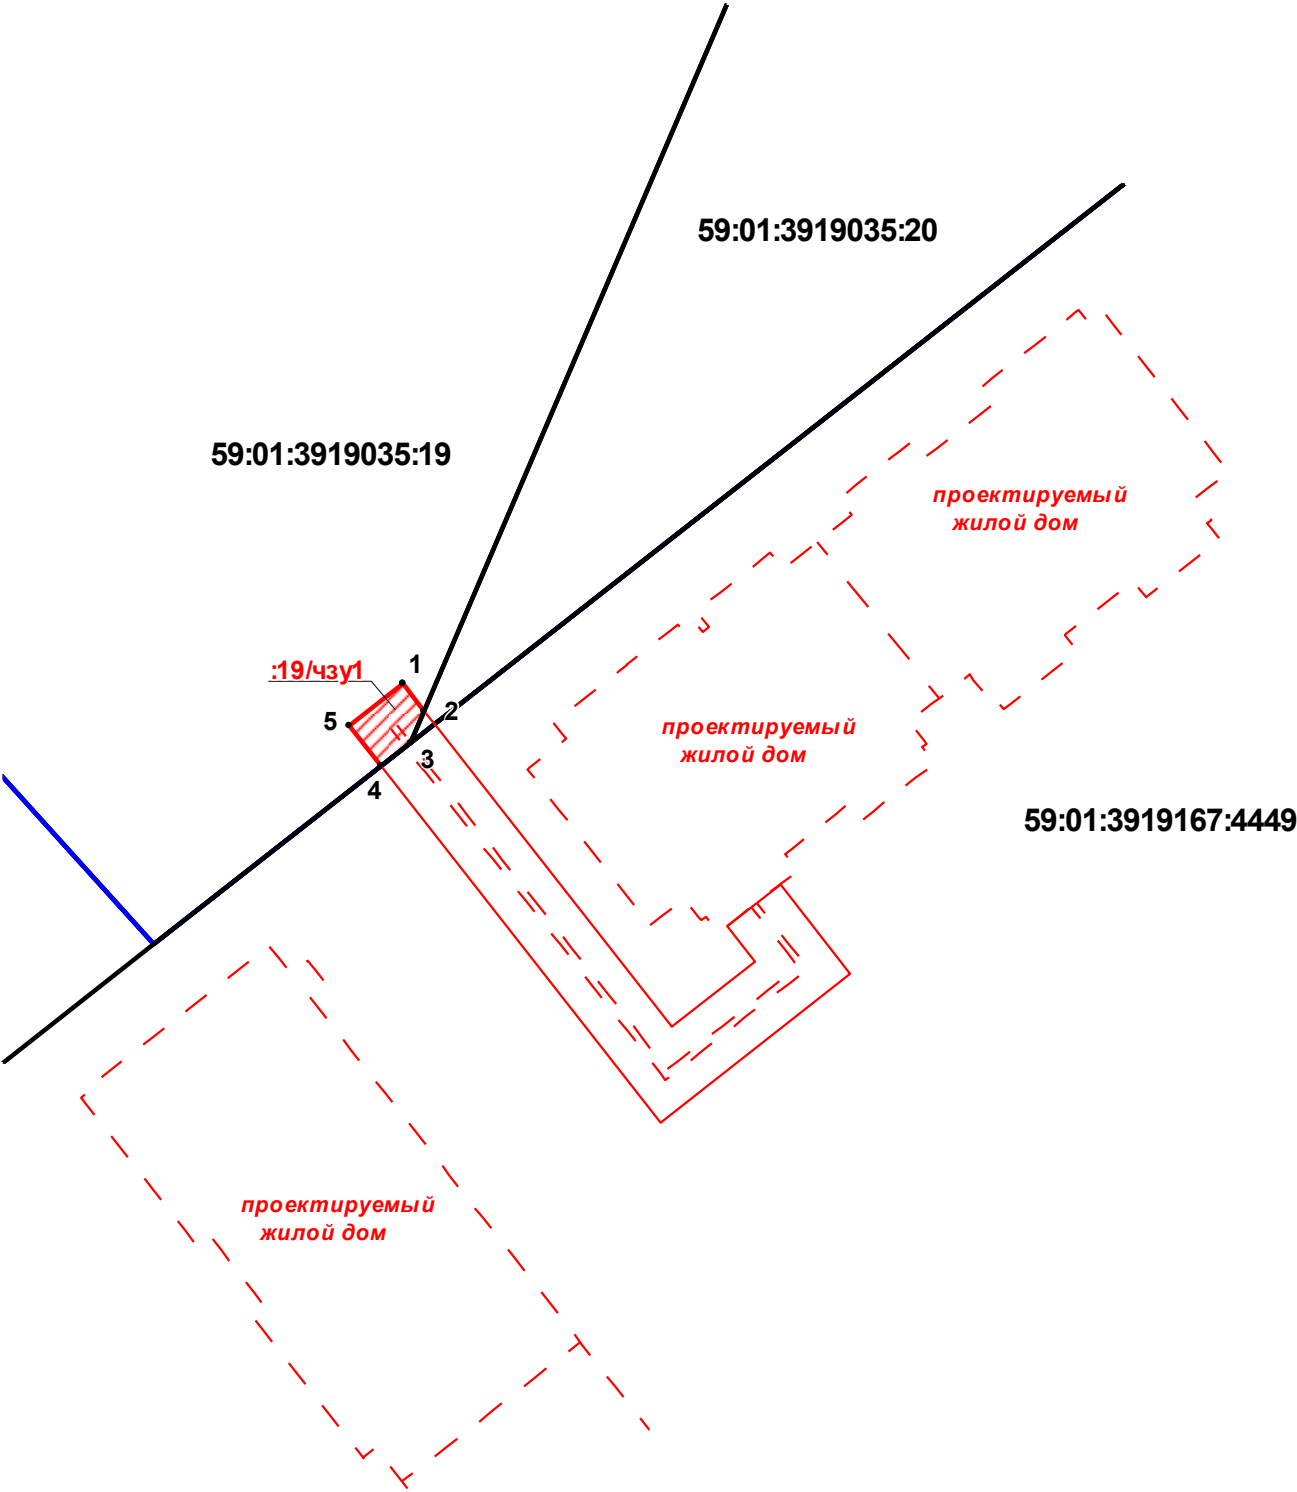 59:01:3919035:20
59:01:3919035:19
проектируемый
жилой дом
:19/чзу1
1
5
2
3
4
проектируемый
жилой дом
59:01:3919167:4449
проектируемый
жилой дом